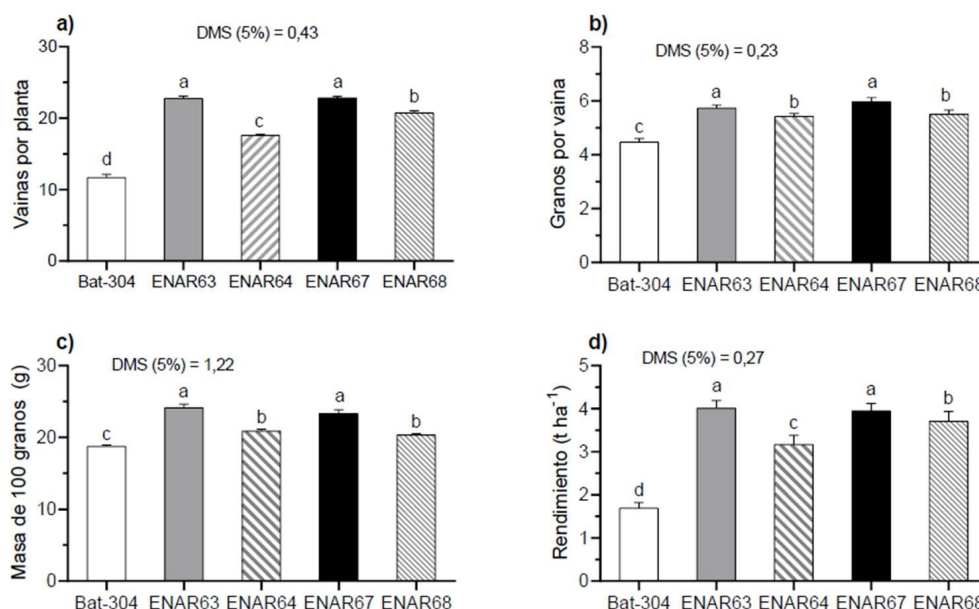 a)
DMS (5%) = 0,43
Vainas por planta
30
20
10
0
d
a
c
a
b
Bat-304 ENAR63 ENAR64 ENAR67 ENAR68
b)
DMS (5%) = 0,23
Granos por vaina
8
6
4
2
0
c
a
b
a
b
Bat-304 ENAR63 ENAR64 ENAR67 ENAR68
c)
DMS (5%) = 1,22
Masa de 100 granos (g)
30
20
10
0
c
a
b
a
b
Bat-304 ENAR63 ENAR64 ENAR67 ENAR68
d)
DMS (5%) = 0,27
Rendimiento (t ha⁻¹)
5
4
3
2
1
0
d
a
c
a
b
Bat-304 ENAR63 ENAR64 ENAR67 ENAR68